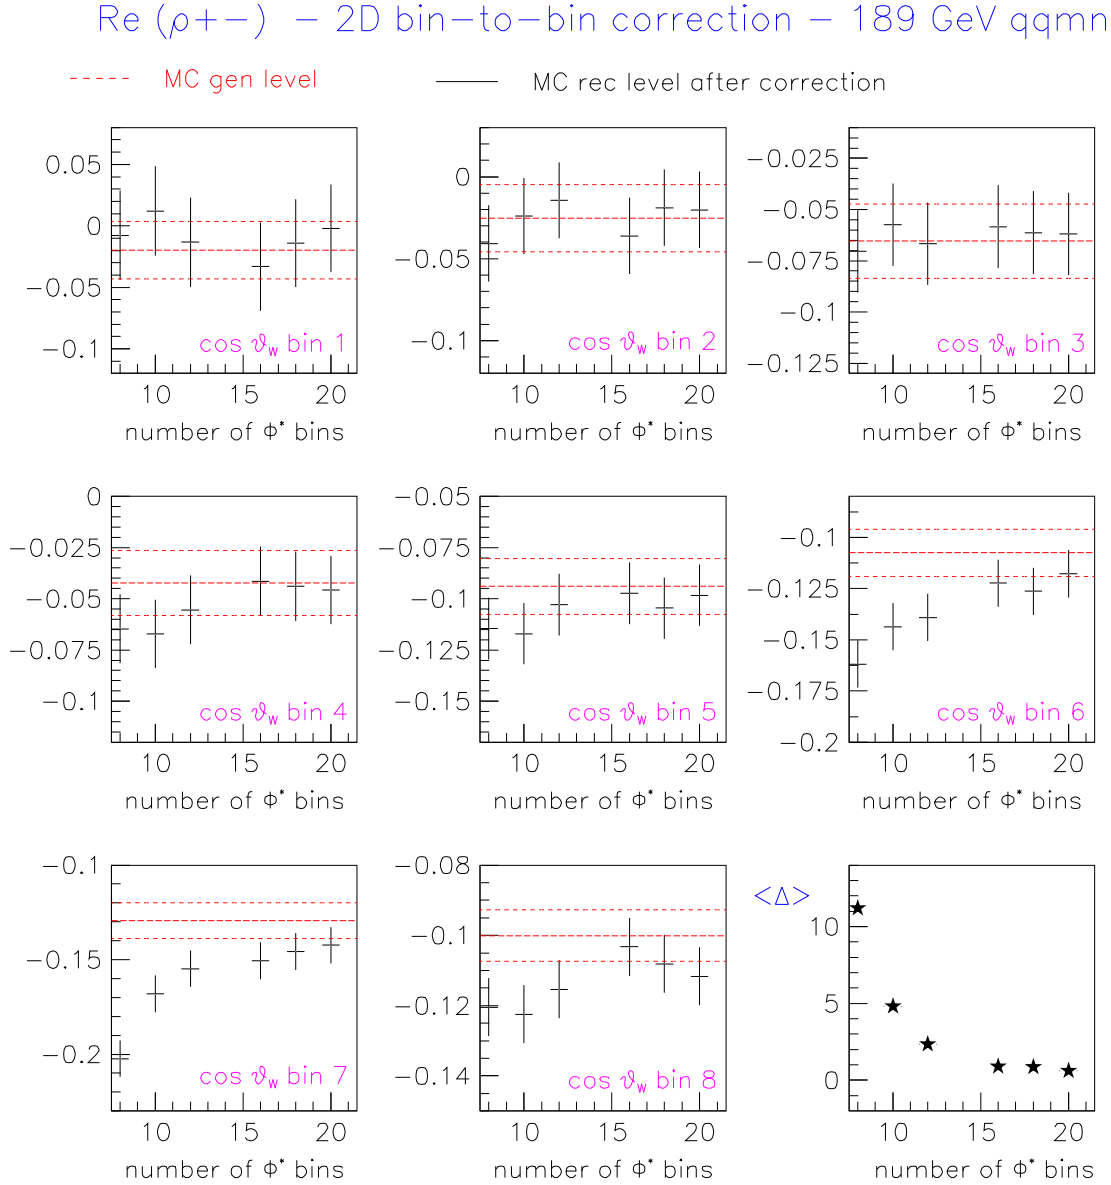 Re (ρ+−) − 2D bin−to−bin correction − 189 GeV qqmn
MC gen level
MC rec level after correction
0.05
0
−0.05
−0.1
cos ϑw bin 1
10 15 20
number of Φ* bins
0
−0.05
−0.1
cos ϑw bin 2
10 15 20
number of Φ* bins
−0.025
−0.05
−0.075
−0.1
−0.125
cos ϑw bin 3
10 15 20
number of Φ* bins
0
−0.025
−0.05
−0.075
−0.1
cos ϑw bin 4
10 15 20
number of Φ* bins
−0.05
−0.075
−0.1
−0.125
−0.15
cos ϑw bin 5
10 15 20
number of Φ* bins
−0.1
−0.125
−0.15
−0.175
−0.2
cos ϑw bin 6
10 15 20
number of Φ* bins
−0.1
−0.15
−0.2
cos ϑw bin 7
10 15 20
number of Φ* bins
−0.08
−0.1
−0.12
−0.14
cos ϑw bin 8
10 15 20
number of Φ* bins
<Δ>
10
5
0
10 15 20
number of Φ* bins